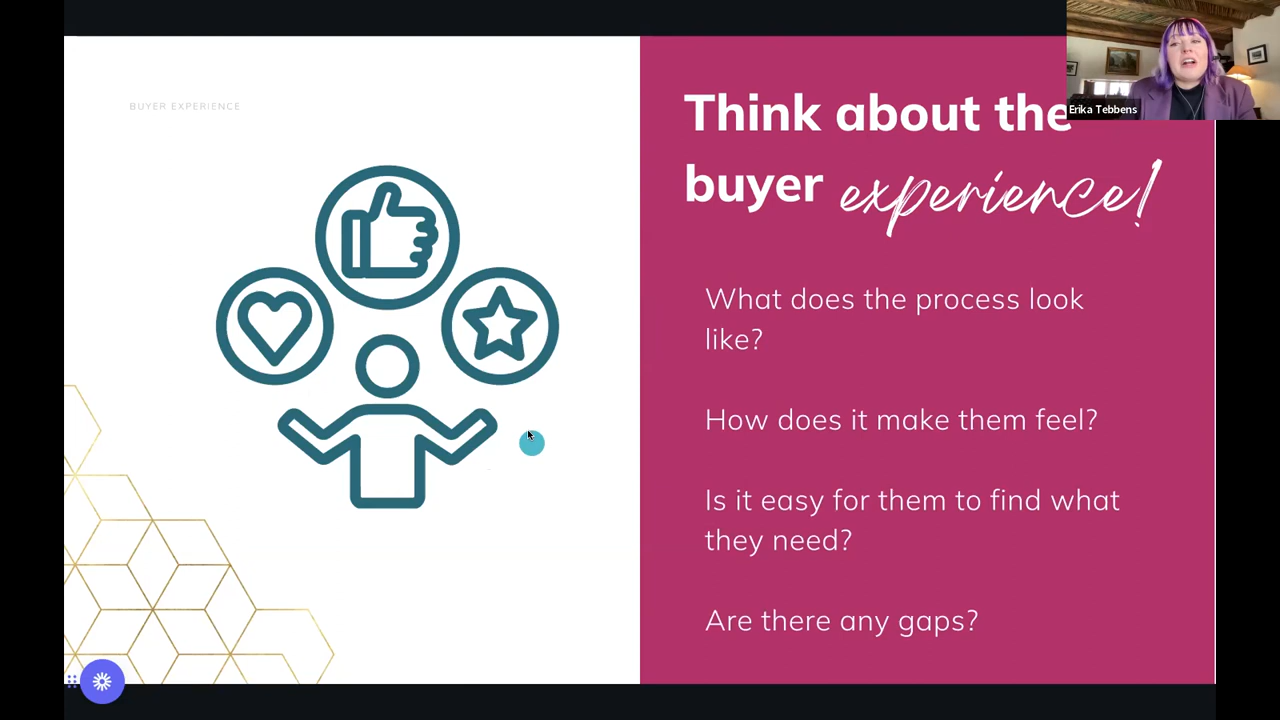 BUYER EXPERIENCE
Think about the
buyer experience!
Erika Tebbens
What does the process look
like?
How does it make them feel?
Is it easy for them to find what
they need?
Are there any gaps?